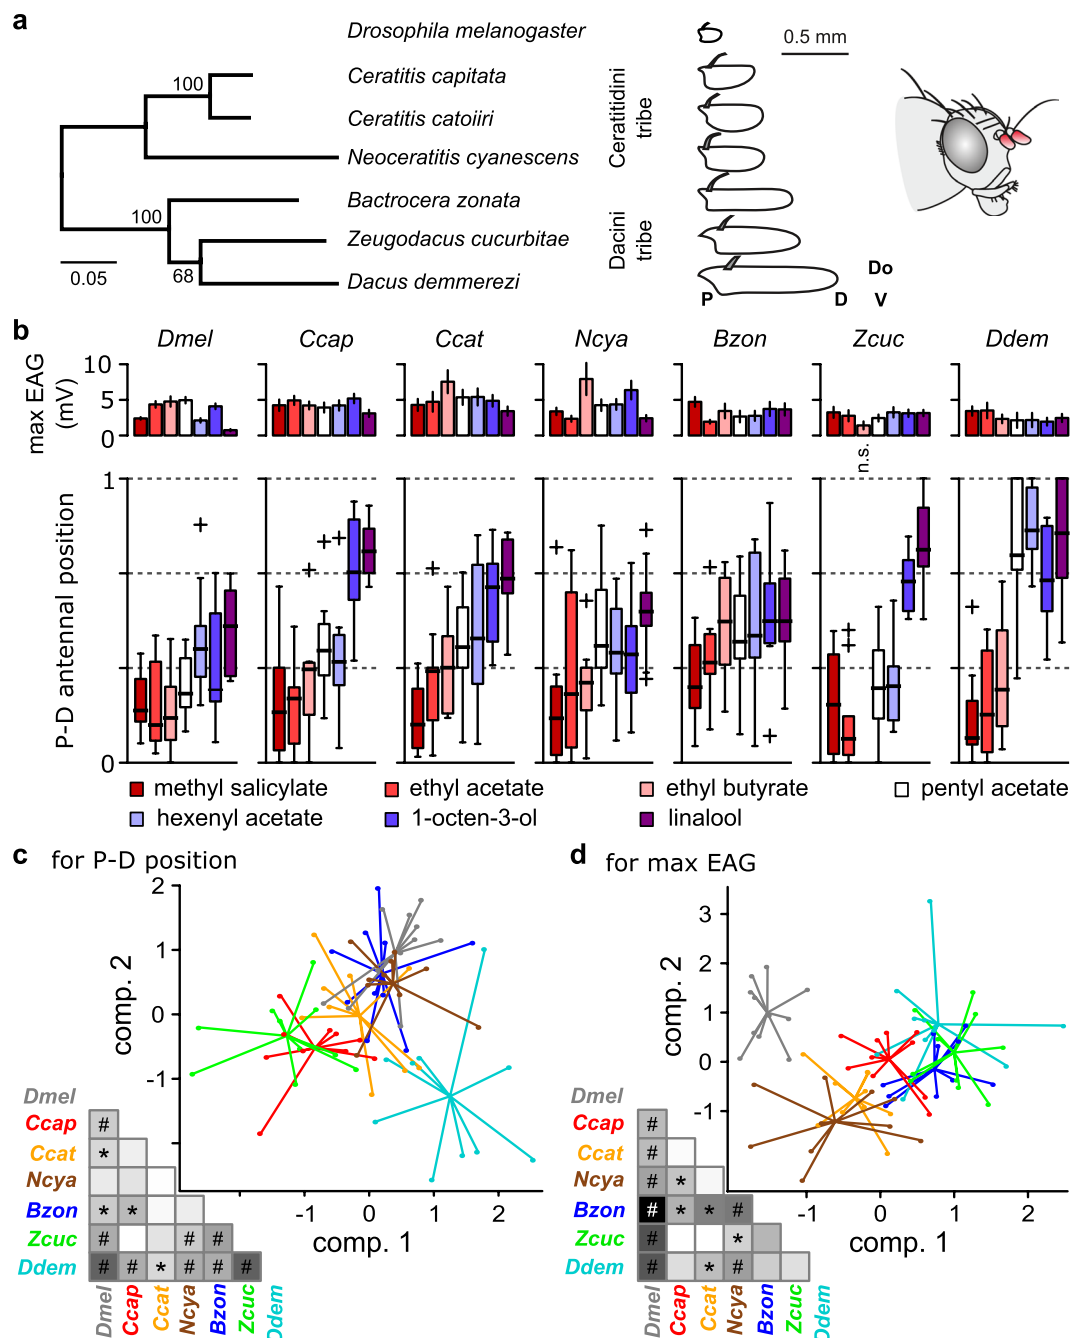 a
Drosophila melanogaster
0.5 mm
Ceratitis capitata
100
Ceratitis catoiiri
Neoceratitis cyanescens
Ceratitidini
tribe
Bactrocera zonata
100
Zeugodacus cucurbitae
Dacini
tribe
0.05
68
Dacus demmerezi
Do
P D V
b
Dmel Ccap Ccat Ncya Bzon Zcuc Ddem
max EAG
(mV)
10
5
0
n.s.
P-D antennal position
1
0
methyl salicylate ethyl acetate ethyl butyrate pentyl acetate
hexenyl acetate 1-octen-3-ol linalool
c for P-D position
2
1
0
-1
comp. 2
-1 0 1 2
comp. 1
Dmel
Ccap #
Ccat *
Ncya
Bzon * *
Zcuc # # #
Ddem # # * # # #
Dmel Ccap Ccat Ncya Bzon Zcuc Ddem
d for max EAG
3
2
1
0
-1
comp. 2
-1 0 1 2
comp. 1
Dmel
Ccap #
Ccat #
Ncya # *
Bzon # * * #
Zcuc # *
Ddem # * #
Dmel Ccap Ccat Ncya Bzon Zcuc Ddem